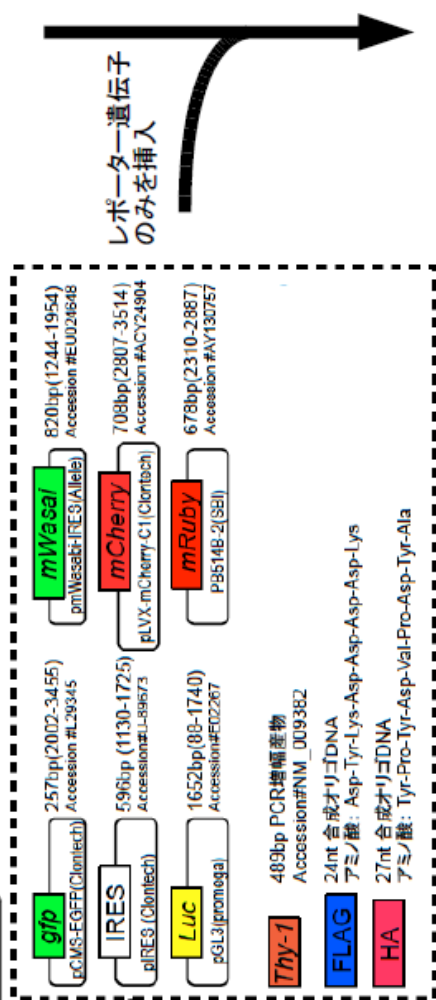 gfp
257bp(2002-3455)
Accession #L29345
pCMS-EGFP(Clontech)
mWasai
820bp(1244-1954)
Accession #EU024648
pmWasabi-IRES(Allele)
IRES
596bp (1130-1725)
Accession#U-89673
pIRES (Clontech)
mCherry
708bp(2807-3514)
Accession #ACY24904
pLVX-mCherry-C1(Clontech)
Luc
1652bp(88-1740)
Accession#E02267
pGL3(promega)
mRuby
678bp(2310-2887)
Accession #AY130757
PB514B-2(SBI)
Thy-1
489bp PCR増幅産物
Accession#NM_009382
FLAG
24nt 合成オリゴDNA
アミノ酸: Asp-Tyr-Lys-Asp-Asp-Asp-Asp-Lys
HA
27nt 合成オリゴDNA
アミノ酸: Tyr-Pro-Tyr-Asp-Val-Pro-Asp-Tyr-Ala
レポーター遺伝子
のみを挿入